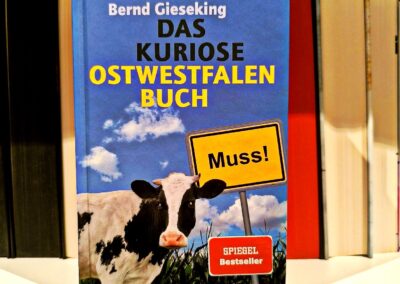 Bernd Gieseking
DAS
KURIOSE
OSTWESTFALEN
BUCH
Muss!
SPIEGEL
Bestseller